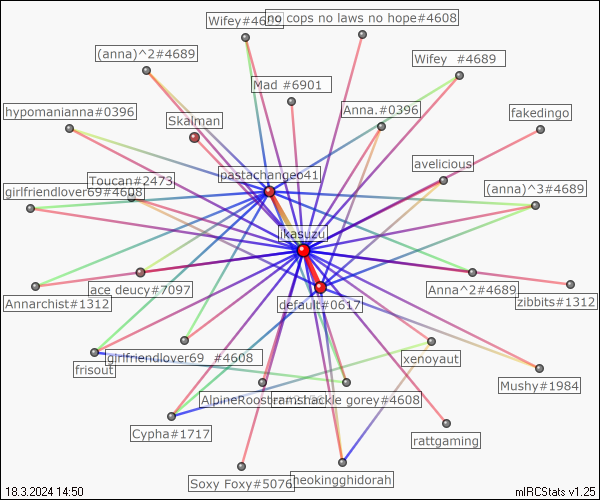 Wifey#4689
no cops no laws no hope#4608
(anna)^2#4689
Wifey  #4689
Mad #6901
hypomanianna#0396
Anna.#0396
fakedingo
Skalman
avelicious
pastachangeo41
Toucan#2473
girlfriendlover69#4608
(anna)^3#4689
ikasuzu
ace deucy#7097
Anna^2#4689
Annarchist#1312
default#0617
zibbits#1312
girlfriendlover69  #4608
xenoyaut
frisout
Mushy#1984
ramshackle gorey#4608
Cypha#1717
rattgaming
Soxy Foxy#5076
neokingghidorah
18.3.2024 14:50
mIRCStats v1.25